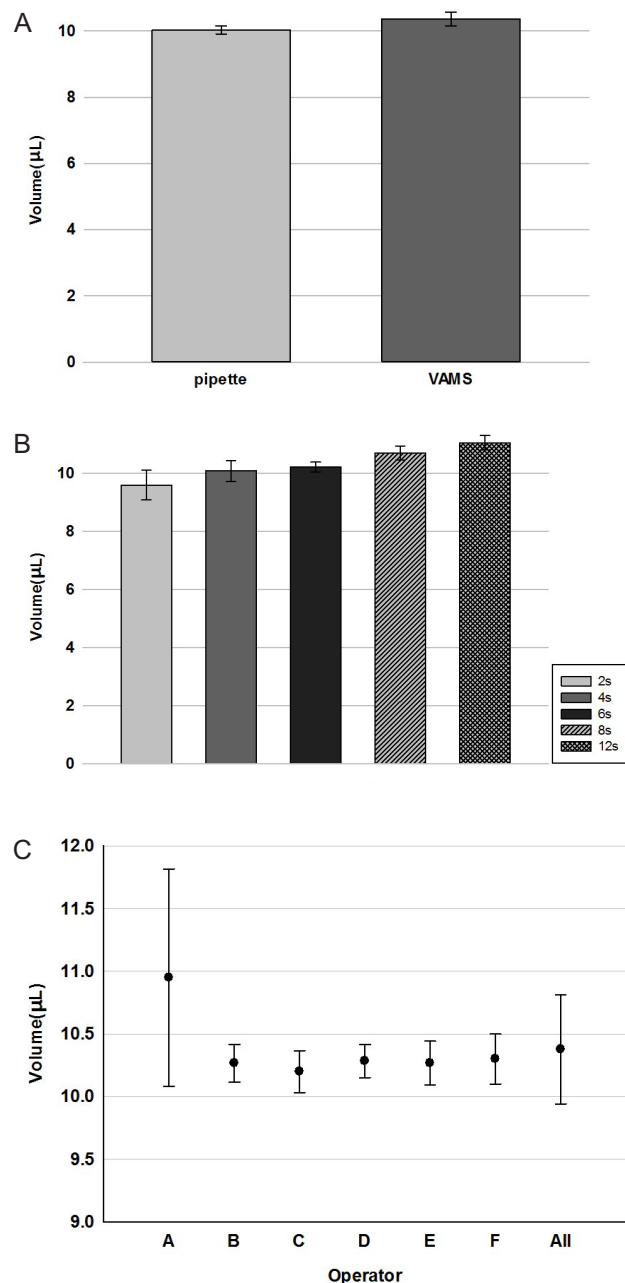 A
Volume(µL)
10
8
6
4
2
0
pipette VAMS
B
Volume(µL)
10
8
6
4
2
0
2s
4s
6s
8s
12s
C
Volume(µL)
12.0
11.5
11.0
10.5
10.0
9.5
9.0
A B C D E F All
Operator